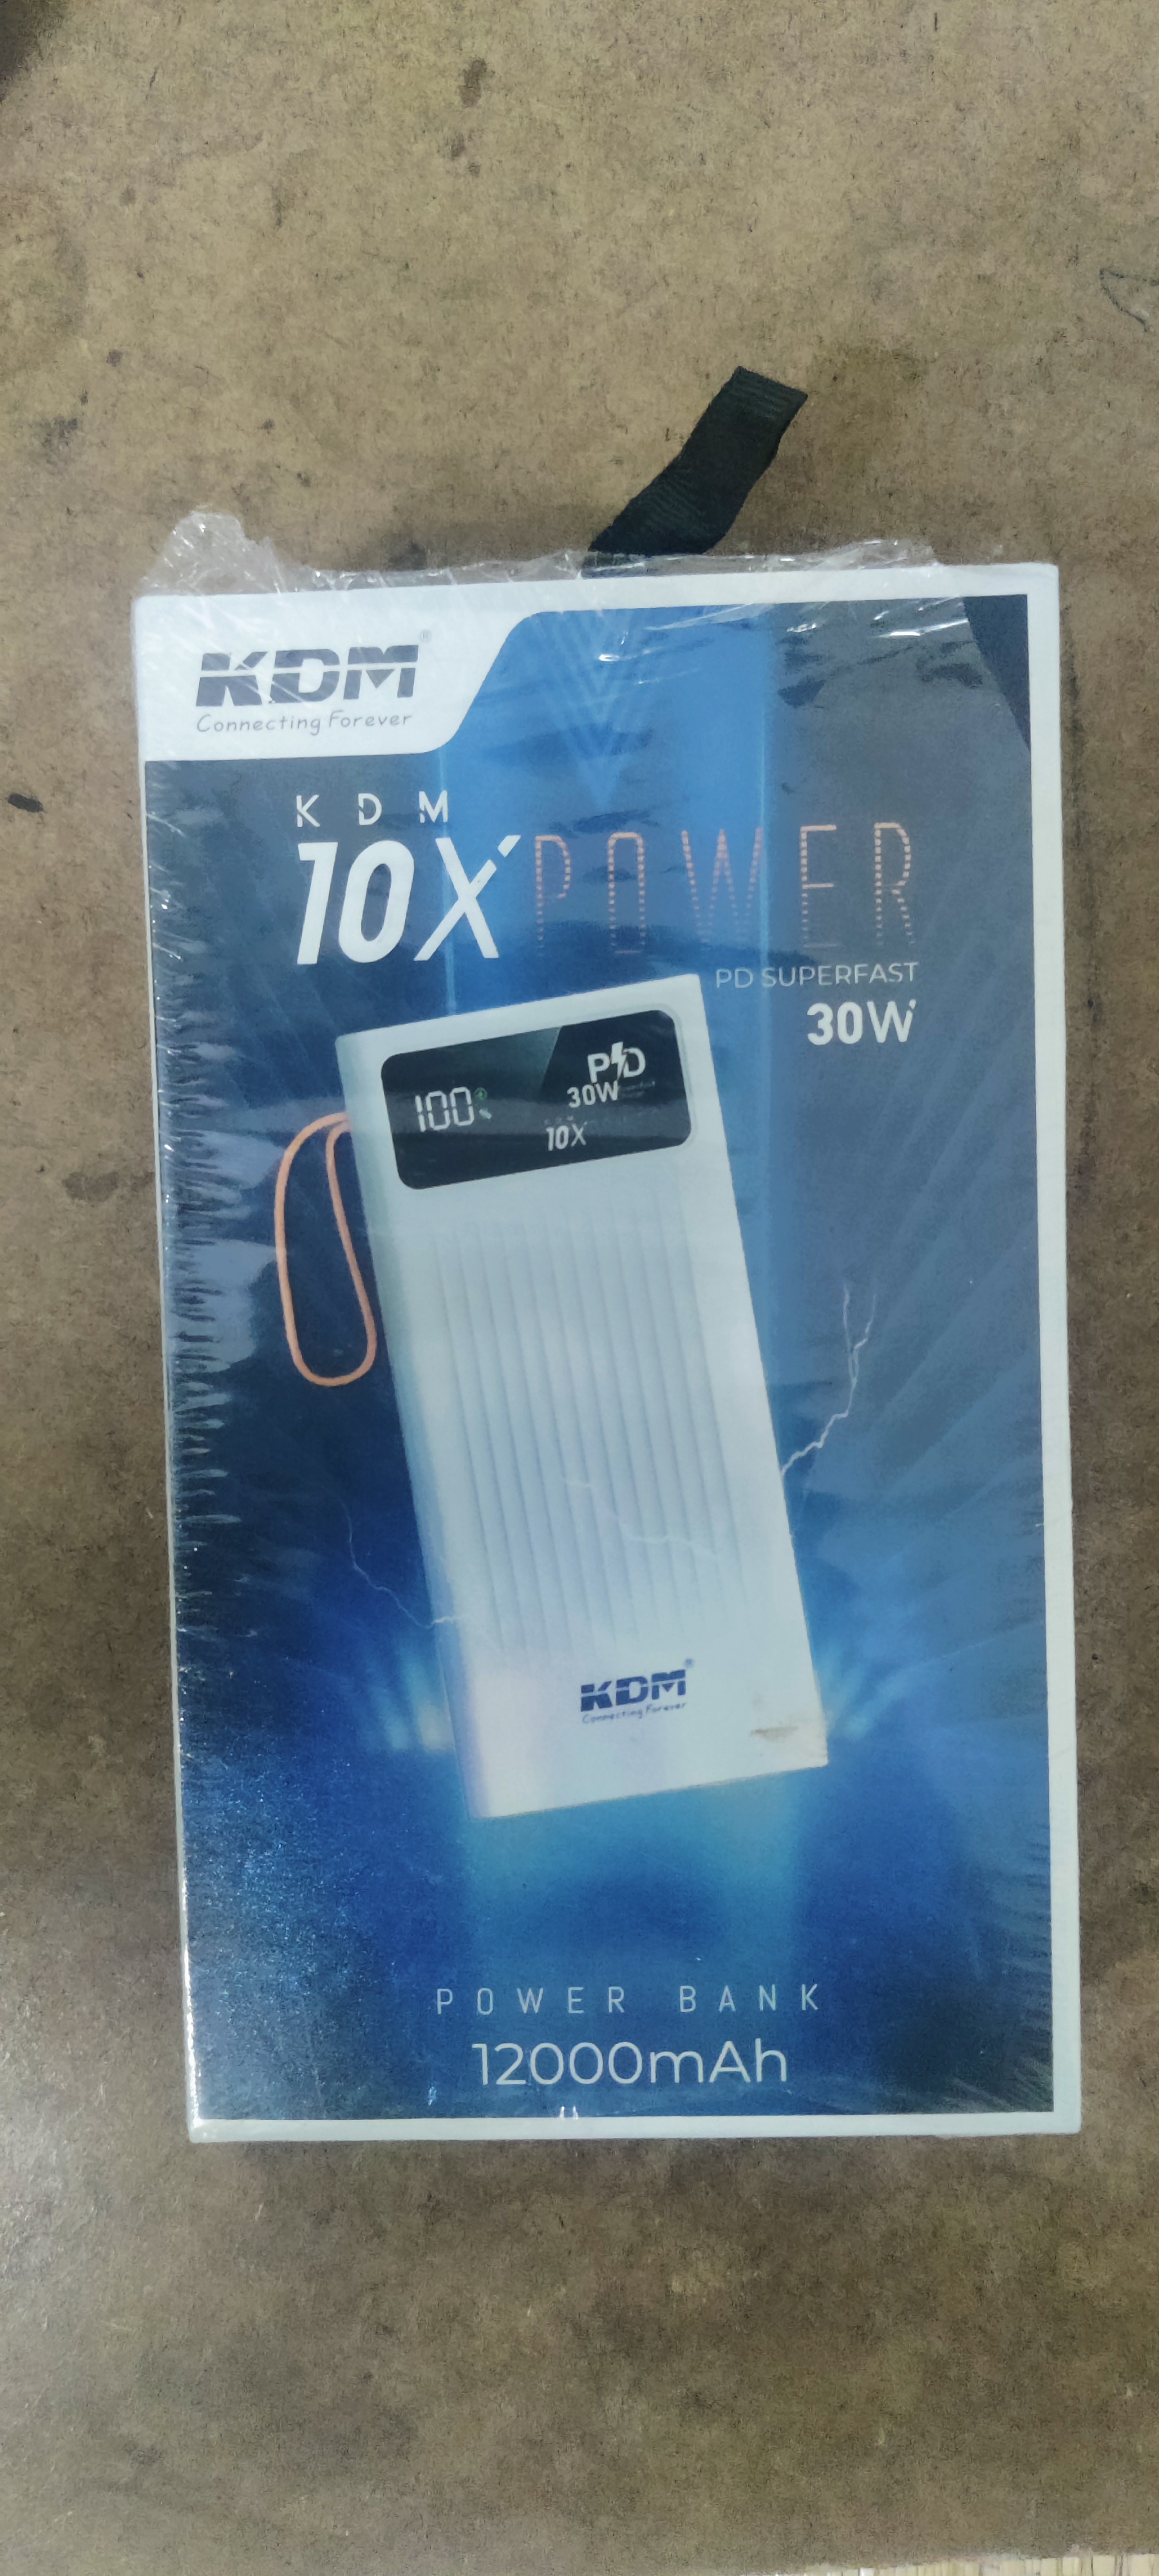 KDM®
Connecting Forever
KDM
10X POWER
PD SUPERFAST
30W
100%
PD
30W
10X
KDM®
Connecting Forever
POWER BANK
12000mAh